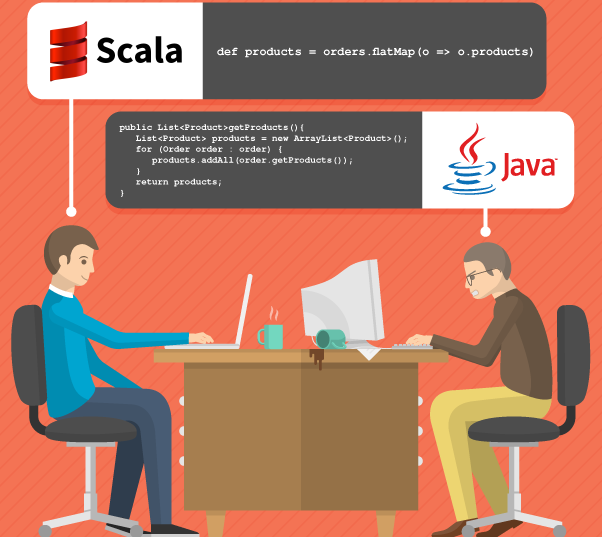 Scala
def products = orders.flatMap(o => o.products)
public List<Product>getProducts(){
List<Product> products = new ArrayList<Product>();
for (Order order : order) {
products.addAll(order.getProducts());
}
return products;
}
Java